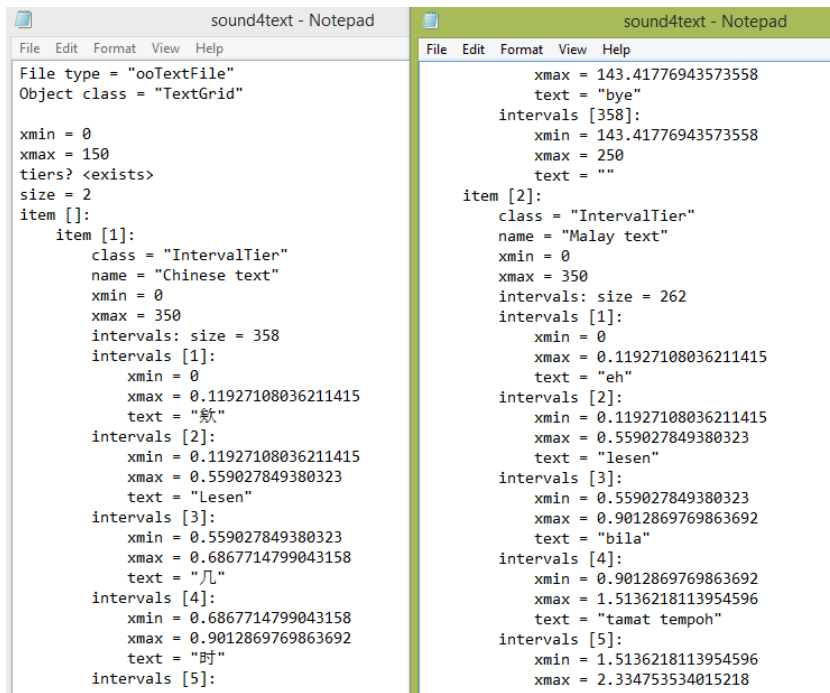 sound4text - Notepad
File Edit Format View Help
File type = "ooTextFile"
Object class = "TextGrid"
xmin = 0
xmax = 150
tiers? <exists>
size = 2
item []:
item [1]:
class = "IntervalTier"
name = "Chinese text"
xmin = 0
xmax = 350
intervals: size = 358
intervals [1]:
xmin = 0
xmax = 0.11927108036211415
text = "欸"
intervals [2]:
xmin = 0.11927108036211415
xmax = 0.559027849380323
text = "Lesen"
intervals [3]:
xmin = 0.559027849380323
xmax = 0.6867714799043158
text = "几"
intervals [4]:
xmin = 0.6867714799043158
xmax = 0.9012869769863692
text = "时"
intervals [5]:
sound4text - Notepad
File Edit Format View Help
xmax = 143.41776943573558
text = "bye"
intervals [358]:
xmin = 143.41776943573558
xmax = 250
text = ""
item [2]:
class = "IntervalTier"
name = "Malay text"
xmin = 0
xmax = 350
intervals: size = 262
intervals [1]:
xmin = 0
xmax = 0.11927108036211415
text = "eh"
intervals [2]:
xmin = 0.11927108036211415
xmax = 0.559027849380323
text = "lesen"
intervals [3]:
xmin = 0.559027849380323
xmax = 0.9012869769863692
text = "bila"
intervals [4]:
xmin = 0.9012869769863692
xmax = 1.5136218113954596
text = "tamat tempoh"
intervals [5]:
xmin = 1.5136218113954596
xmax = 2.334753534015218